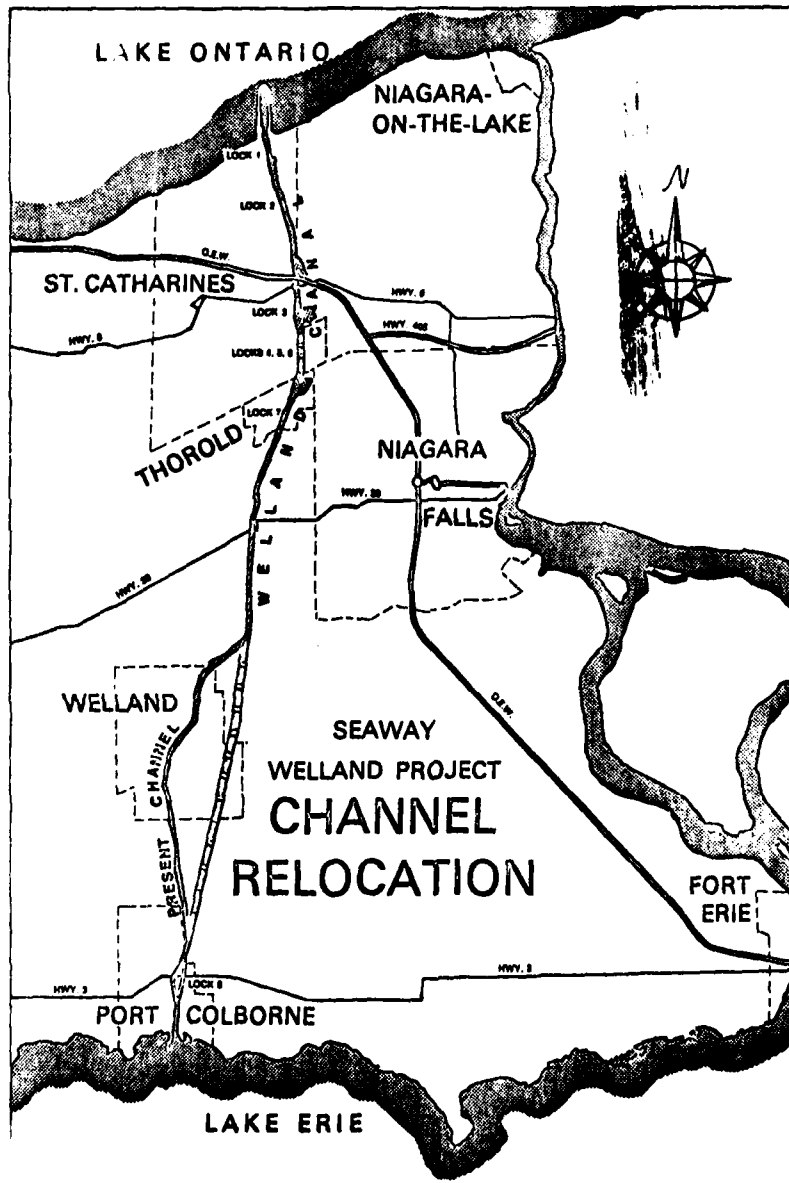 LAKE ONTARIO
NIAGARA-
ON-THE-LAKE
N
LOCK 1
LOCK 2
Q.E.W.
ST. CATHARINES
HWY. 8
LOCK 3
HWY. 405
HWY. 8
LOCKS 4, 5, 6
LOCK 7
THOROLD
WELLAND CANAL
NIAGARA
FALLS
HWY. 20
HWY. 20
WELLAND
PRESENT CHANNEL
Q.E.W.
SEAWAY
WELLAND PROJECT
CHANNEL
RELOCATION
FORT
ERIE
HWY. 3
LOCK 8
HWY. 3
PORT COLBORNE
LAKE ERIE